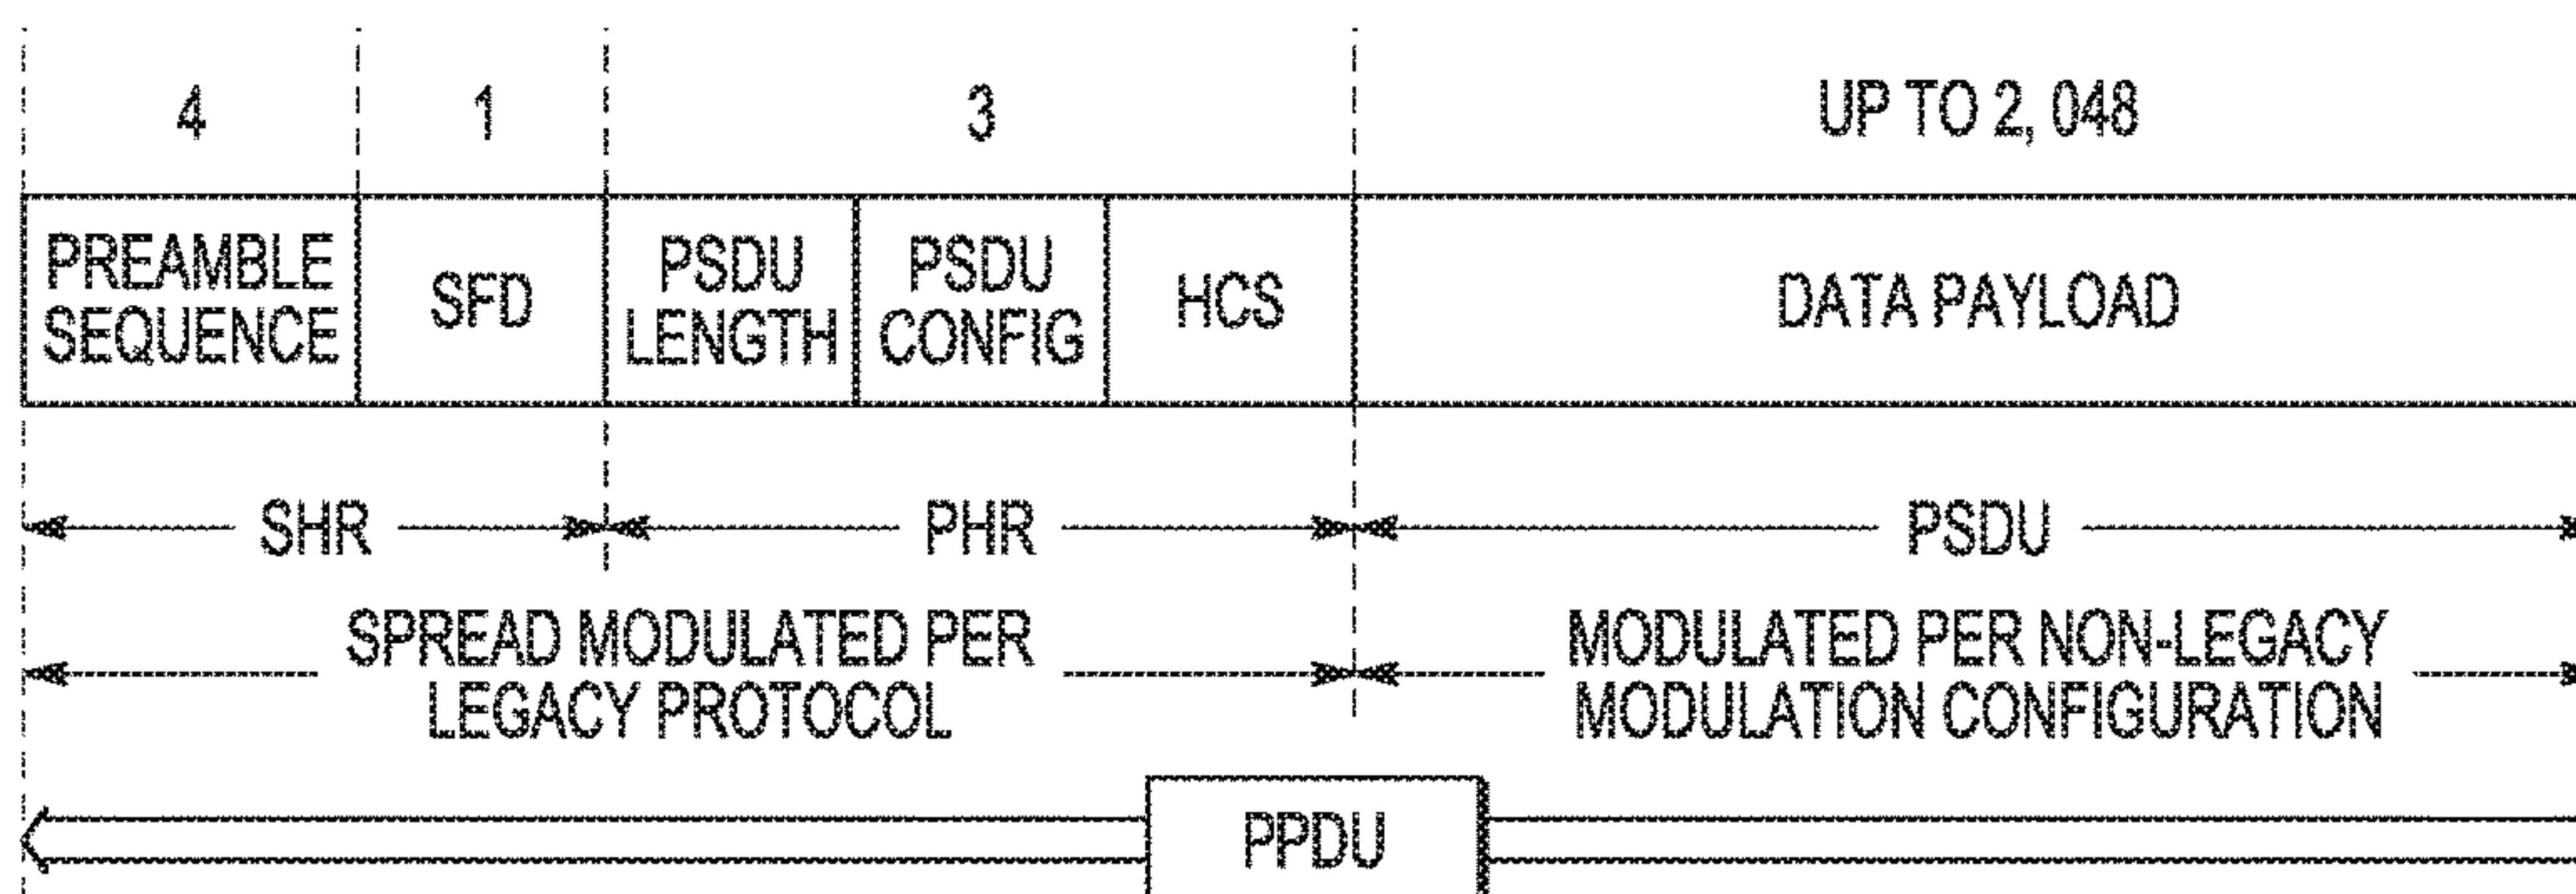 4 1 3 UP TO 2, 048
PREAMBLE
SEQUENCE
SFD
PSDU
LENGTH
PSDU
CONFIG
HCS
DATA PAYLOAD
SHR PHR PSDU
SPREAD MODULATED PER
LEGACY PROTOCOL
MODULATED PER NON-LEGACY
MODULATION CONFIGURATION
PPDU